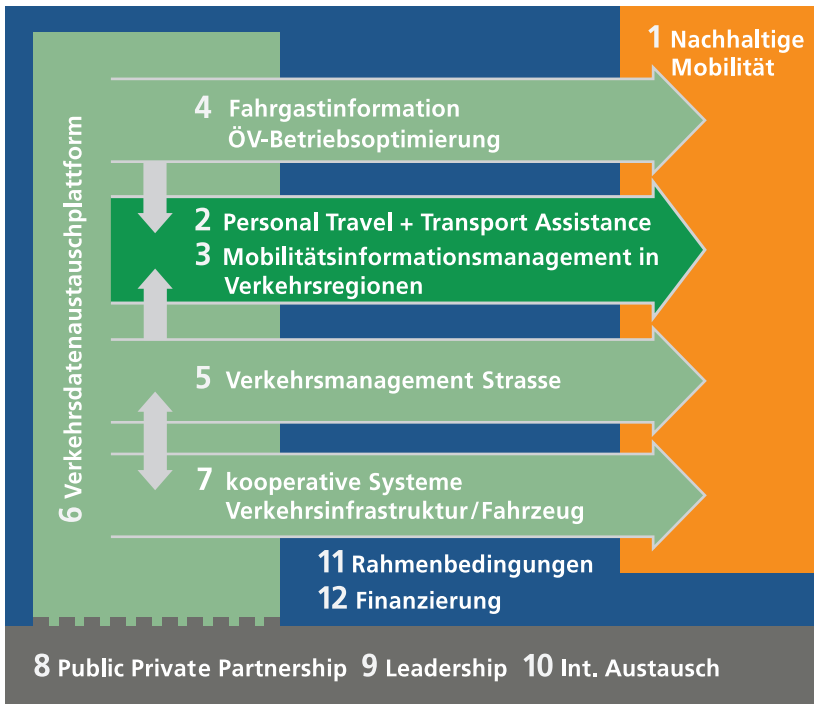 1 Nachhaltige
Mobilität
4 Fahrgastinformation
ÖV-Betriebsoptimierung
2 Personal Travel + Transport Assistance
3 Mobilitätsinformationsmanagement in
Verkehrsregionen
5 Verkehrsmanagement Strasse
7 kooperative Systeme
Verkehrsinfrastruktur/Fahrzeug
6 Verkehrsdatenaustauschplattform
11 Rahmenbedingungen
12 Finanzierung
8 Public Private Partnership 9 Leadership 10 Int. Austausch